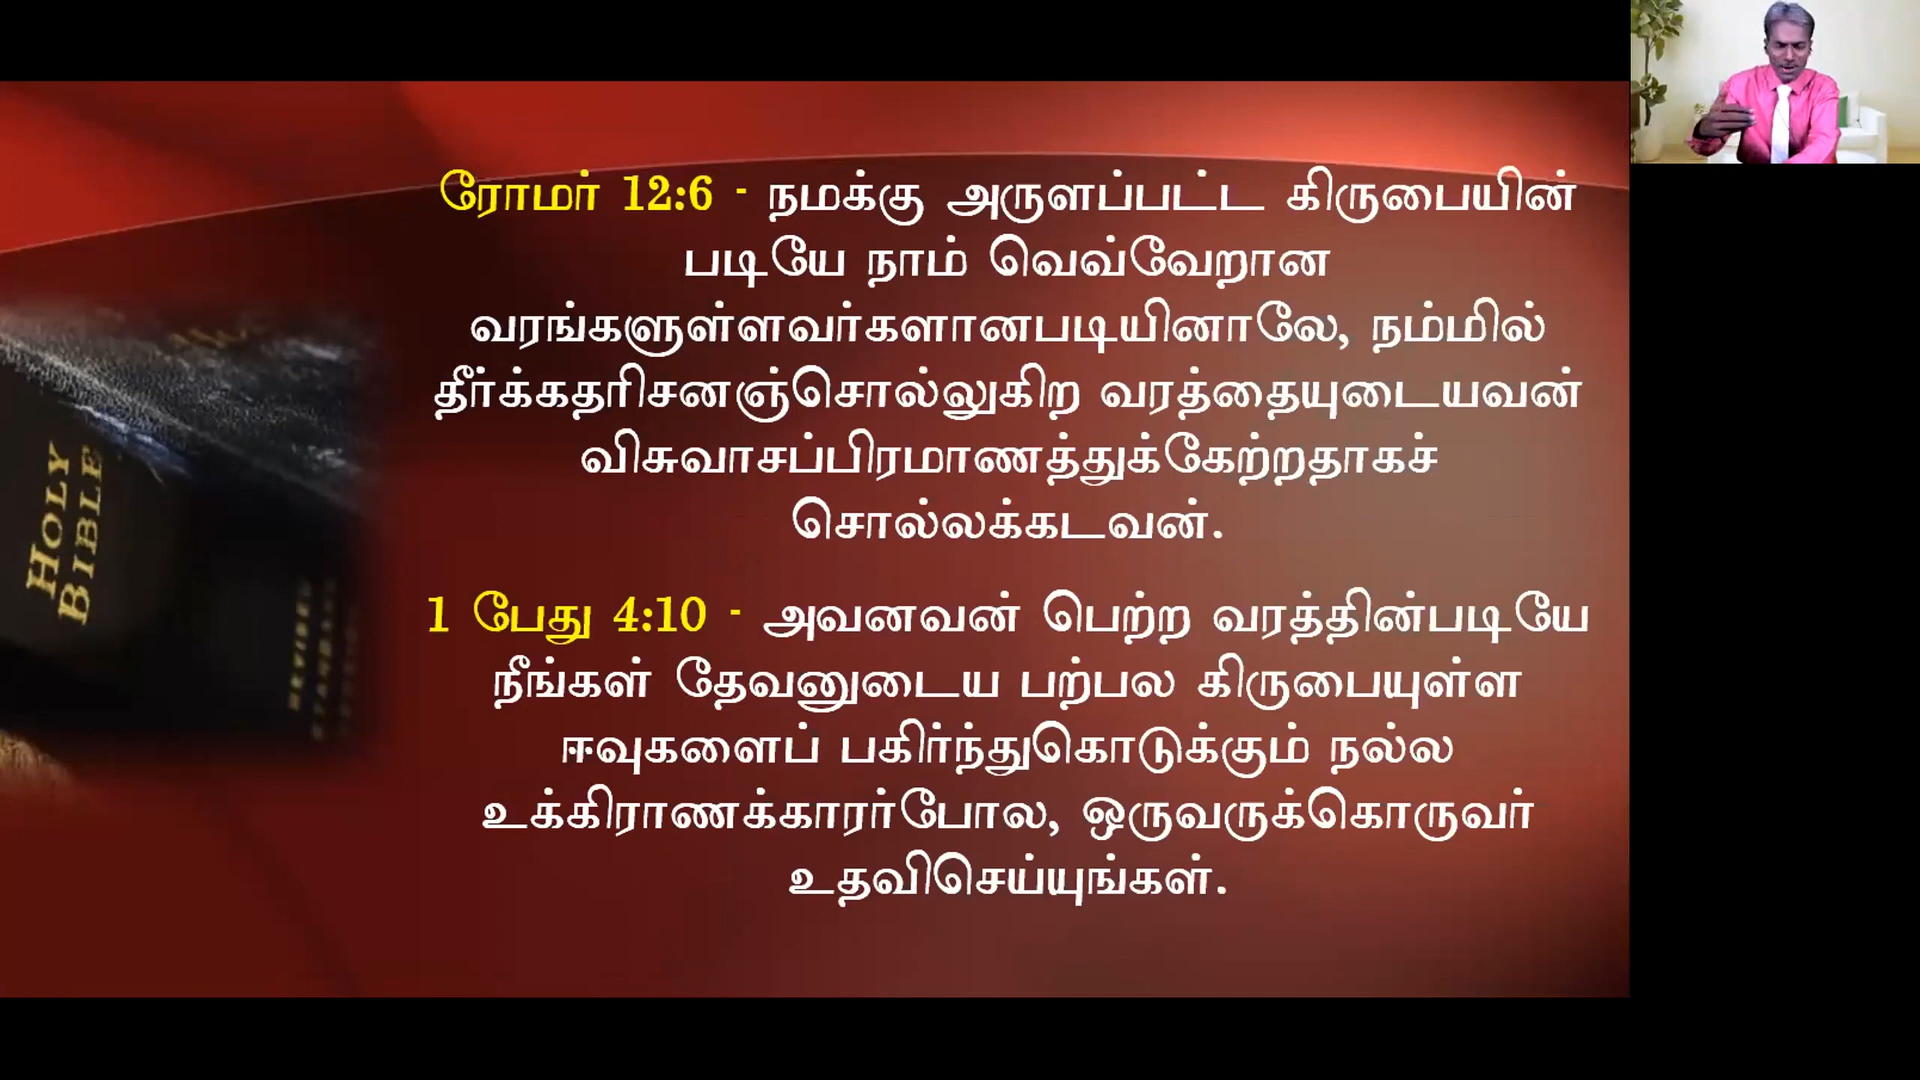 ரோமர் 12:6 - நமக்கு அருளப்பட்ட கிருபையின்
படியே நாம் வெவ்வேறான
வரங்களுள்ளவர்களானபடியினாலே, நம்மில்
தீர்க்கதரிசனஞ்சொல்லுகிற வரத்தையுடையவன்
விசுவாசப்பிரமாணத்துக்கேற்றதாகச்
சொல்லக்கடவன்.
1 பேது 4:10 - அவனவன் பெற்ற வரத்தின்படியே
நீங்கள் தேவனுடைய பற்பல கிருபையுள்ள
ஈவுகளைப் பகிர்ந்துகொடுக்கும் நல்ல
உக்கிராணக்காரர்போல, ஒருவருக்கொருவர்
உதவிசெய்யுங்கள்.
HOLY
BIBLE
REVISED
STANDARD